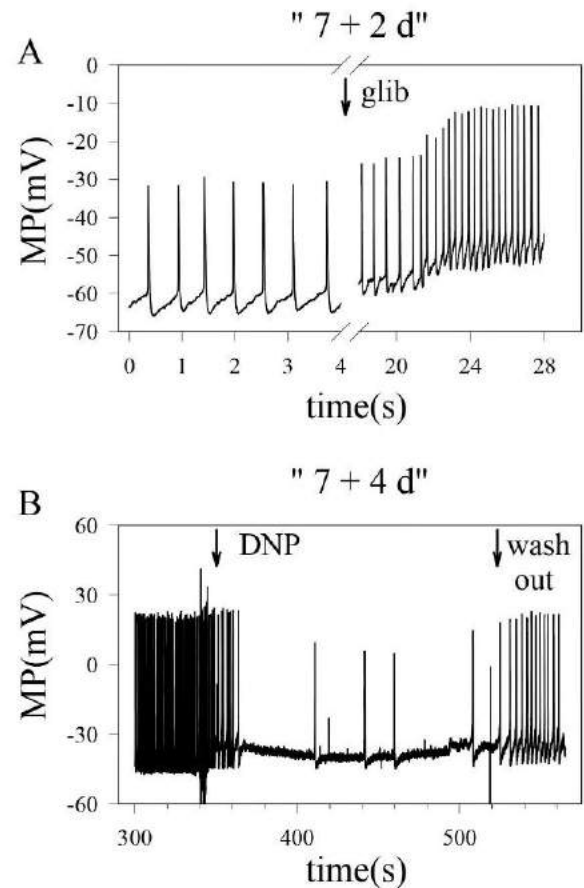 " 7 + 2 d"
A
0
-10
-20
-30
-40
-50
-60
-70
MP(mV)
glib
0 1 2 3 4 20 24 28
time(s)
" 7 + 4 d"
B
60
30
0
-30
-60
MP(mV)
DNP
wash
out
300 400 500
time(s)